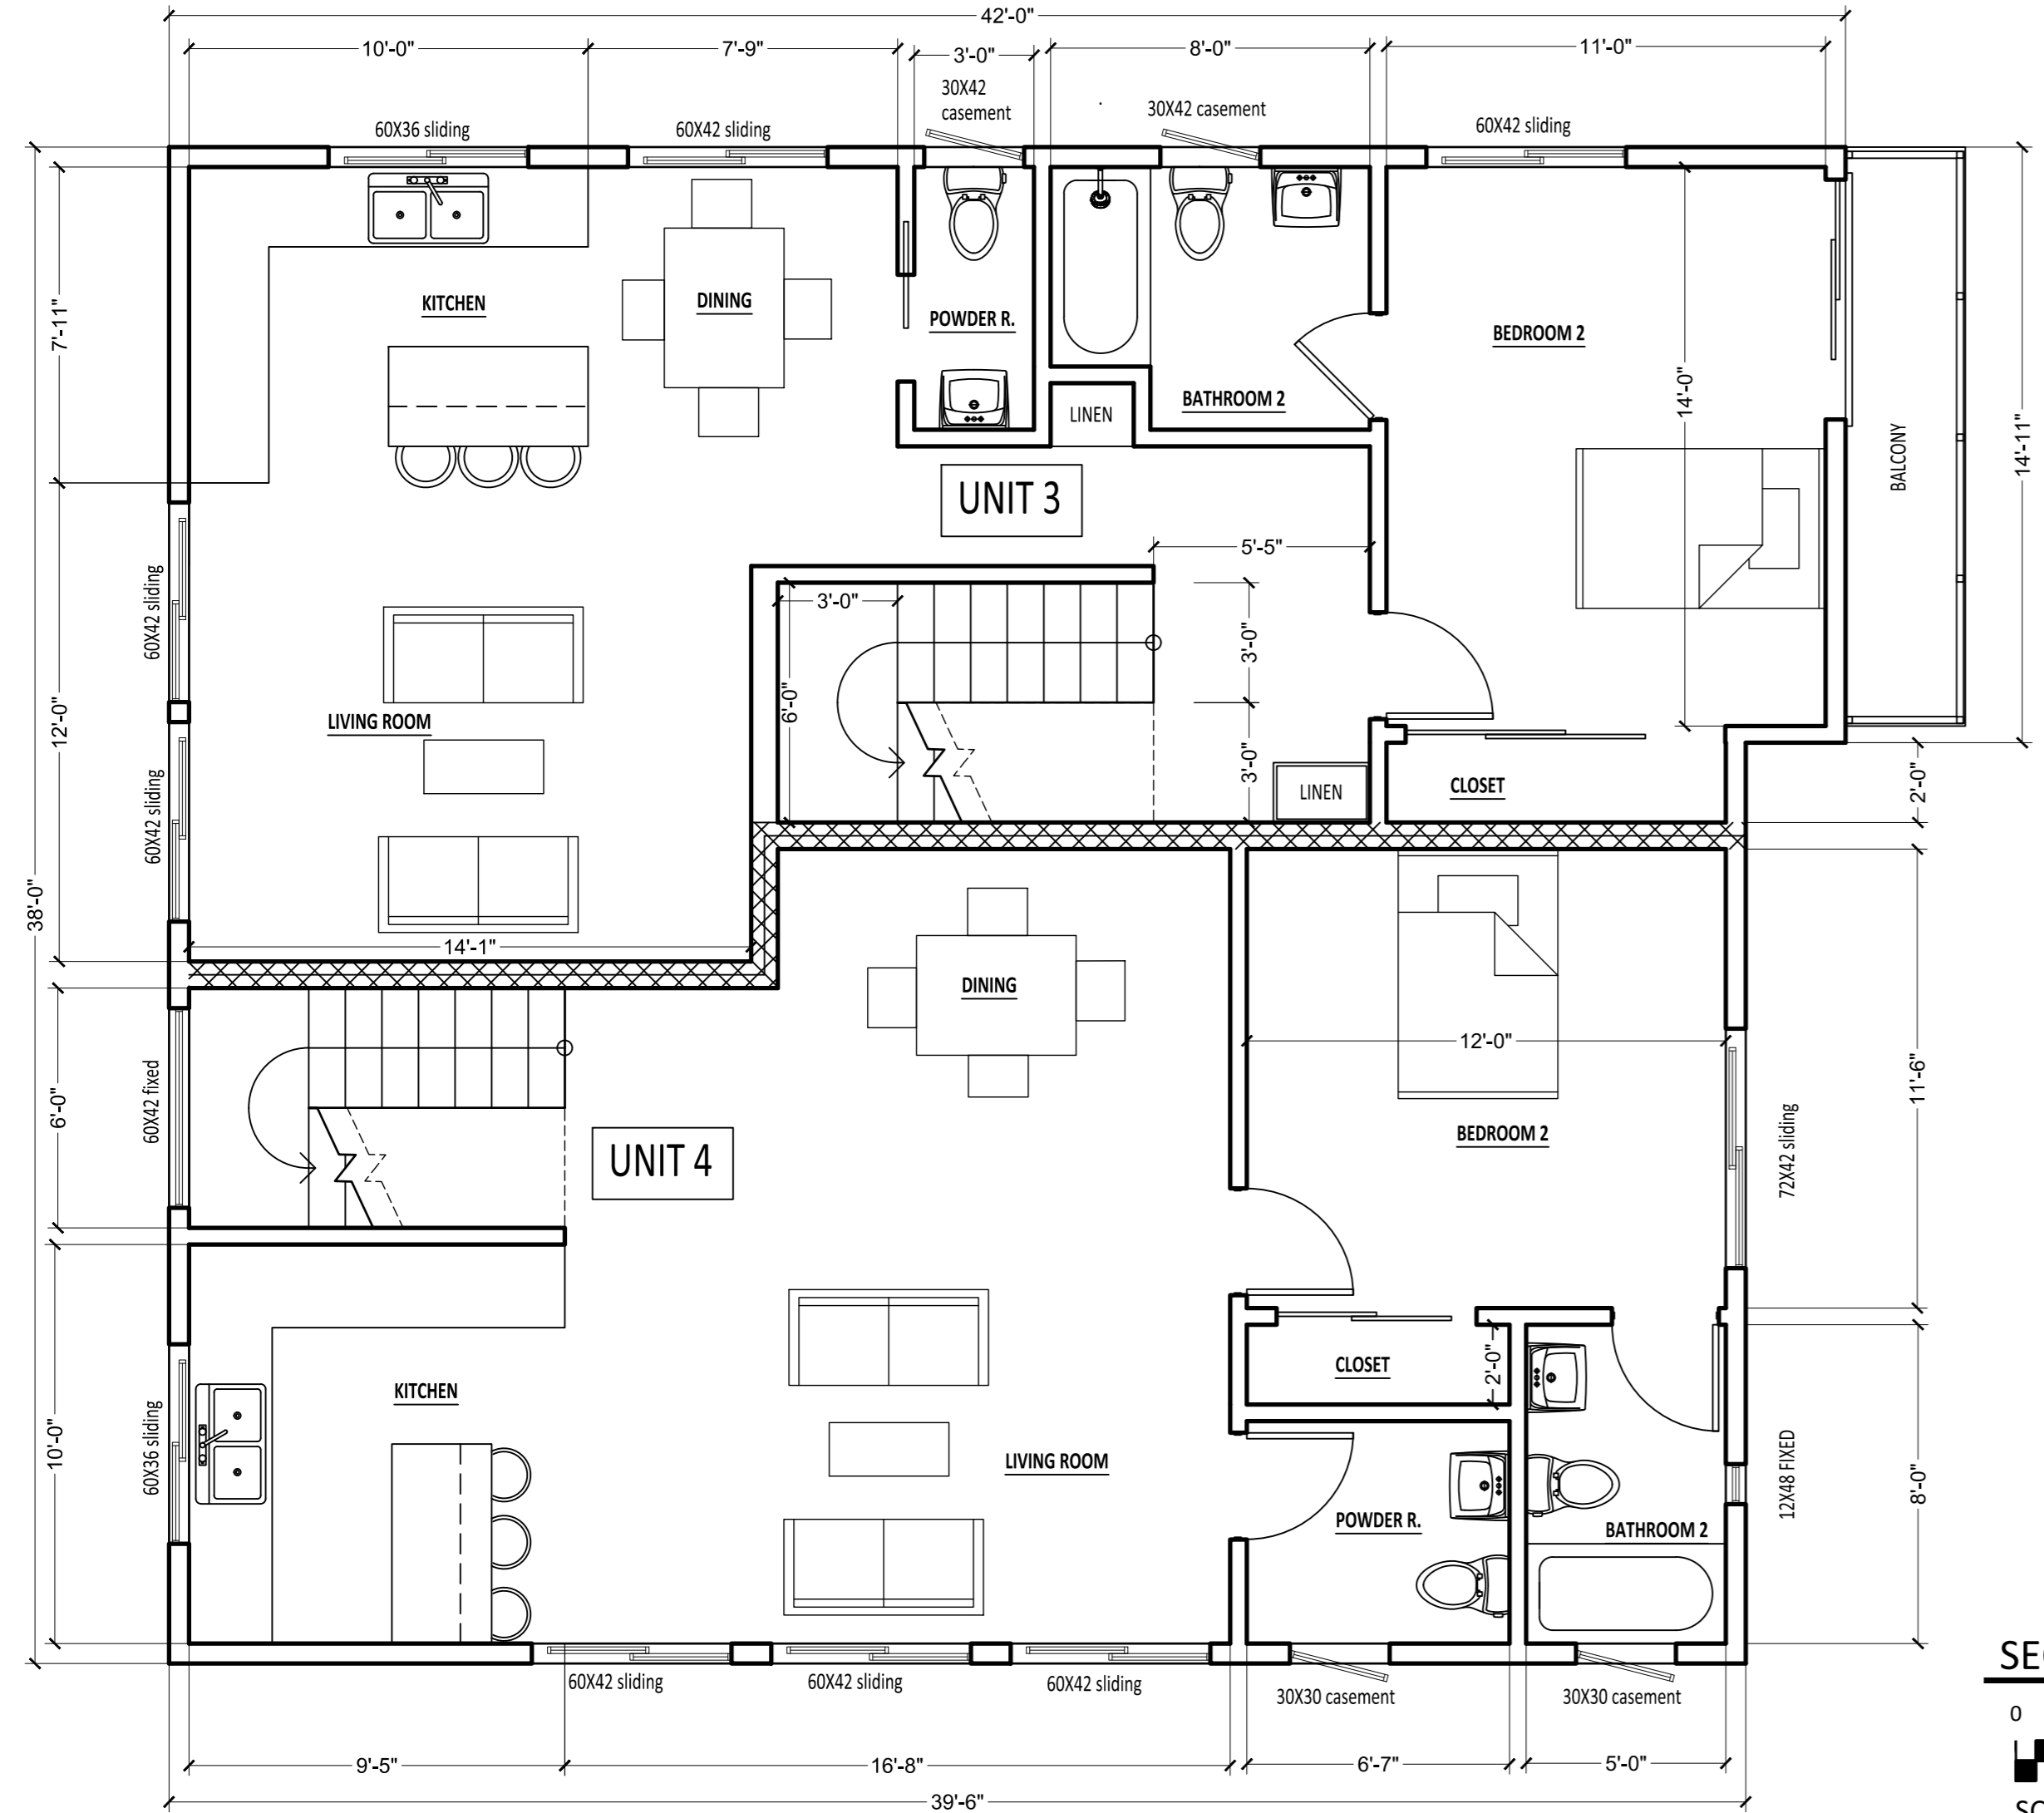 42'-0"
10'-0"
7'-9"
3'-0"
8'-0"
11'-0"
60X36 sliding
60X42 sliding
30X42
casement
30X42 casement
60X42 sliding
7'-11"
KITCHEN
DINING
POWDER R.
BATHROOM 2
LINEN
BEDROOM 2
14'-0"
BALCONY
14'-11"
UNIT 3
5'-5"
3'-0"
3'-0"
6'-0"
3'-0"
60X42 sliding
12'-0"
LIVING ROOM
60X42 sliding
LINEN
CLOSET
2'-0"
38'-0"
14'-1"
DINING
12'-0"
11'-6"
60X42 fixed
6'-0"
UNIT 4
BEDROOM 2
72X42 sliding
10'-0"
60X36 sliding
KITCHEN
LIVING ROOM
CLOSET
2'-0"
POWDER R.
BATHROOM 2
12X48 FIXED
8'-0"
60X42 sliding
60X42 sliding
60X42 sliding
30X30 casement
30X30 casement
9'-5"
16'-8"
6'-7"
5'-0"
39'-6"
0